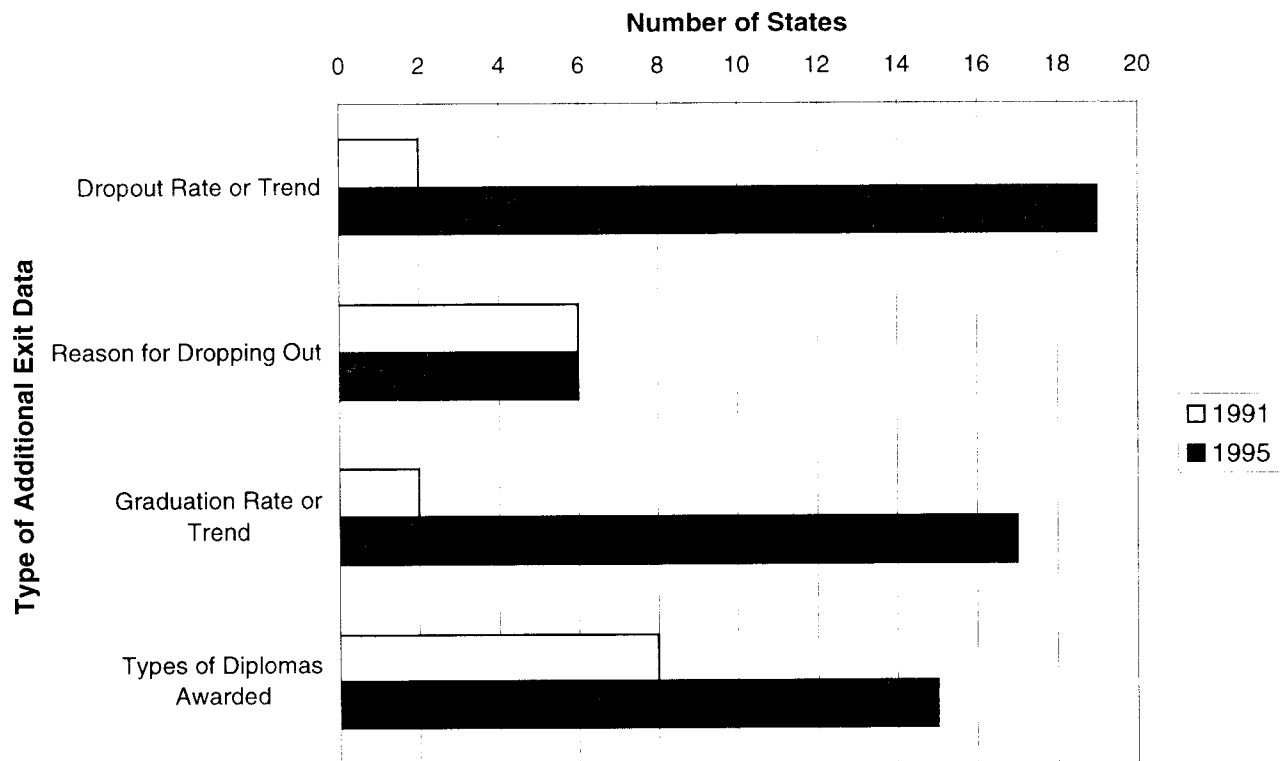 Number of States
0 2 4 6 8 10 12 14 16 18 20
Type of Additional Exit Data
Dropout Rate or Trend
Reason for Dropping Out
Graduation Rate or
Trend
Types of Diplomas
Awarded
1991
1995